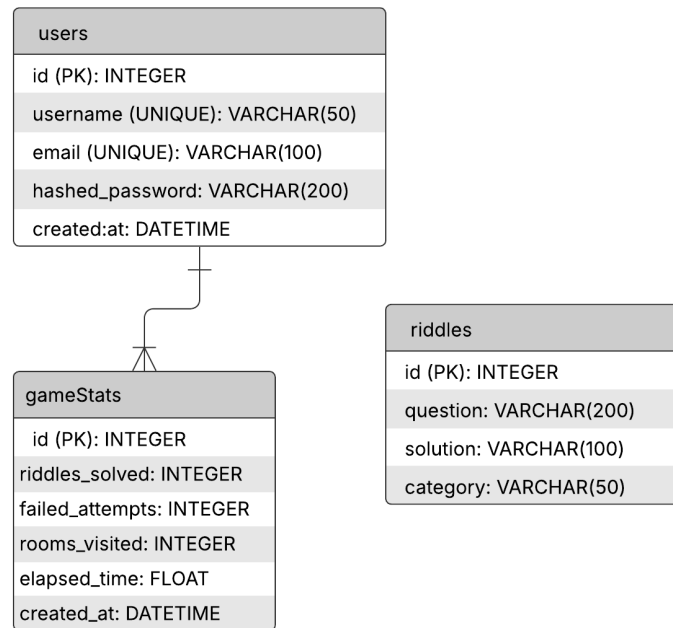 users
id (PK): INTEGER
username (UNIQUE): VARCHAR(50)
email (UNIQUE): VARCHAR(100)
hashed_password: VARCHAR(200)
created:at: DATETIME
gameStats
id (PK): INTEGER
riddles_solved: INTEGER
failed_attempts: INTEGER
rooms_visited: INTEGER
elapsed_time: FLOAT
created_at: DATETIME
riddles
id (PK): INTEGER
question: VARCHAR(200)
solution: VARCHAR(100)
category: VARCHAR(50)